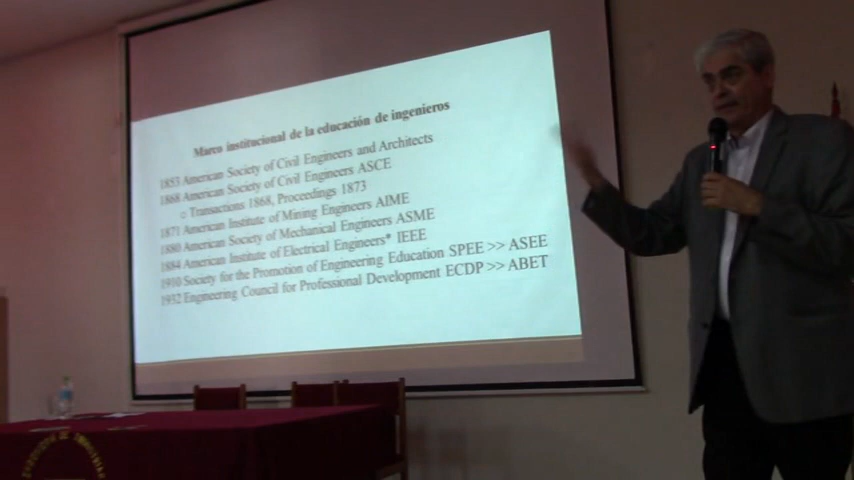 Marco institucional de la educación de ingenieros
1853 American Society of Civil Engineers and Architects
1868 American Society of Civil Engineers ASCE
o Transactions 1868, Proceedings 1873
1871 American Institute of Mining Engineers AIME
1880 American Society of Mechanical Engineers ASME
1884 American Institute of Electrical Engineers* IEEE
1910 Society for the Promotion of Engineering Education SPEE >> ASEE
1932 Engineering Council for Professional Development ECDP >> ABET